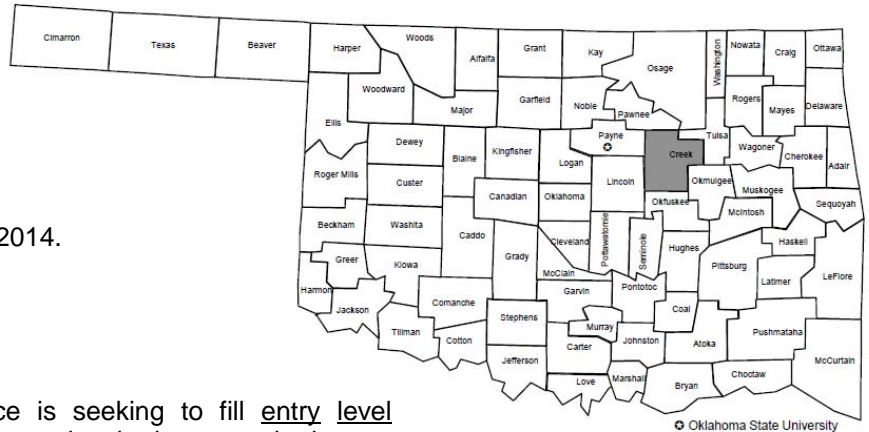 Cimarron
Texas
Beaver
Harper
Woods
Alfalfa
Grant
Kay
Osage
Washington
Nowata
Craig
Ottawa
Woodward
Major
Garfield
Noble
Pawnee
Rogers
Mayes
Delaware
Ellis
Dewey
Blaine
Kingfisher
Logan
Payne
Creek
Tulsa
Wagoner
Cherokee
Adair
Roger Mills
Custer
Canadian
Oklahoma
Lincoln
Okmulgee
Okfuskee
Muskogee
McIntosh
Sequoyah
2014.
Beckham
Washita
Caddo
Grady
Cleveland
Pottawatomie
Seminole
Hughes
Pittsburg
Haskell
Greer
Kiowa
McClain
Garvin
Pontotoc
Latimer
LeFlore
Harmon
Jackson
Comanche
Stephens
Murray
Coal
Pushmataha
Tillman
Cotton
Jefferson
Carter
Johnston
Atoka
McCurtain
Love
Marshall
Bryan
Choctaw
ce is seeking to fill entry level
Oklahoma State University